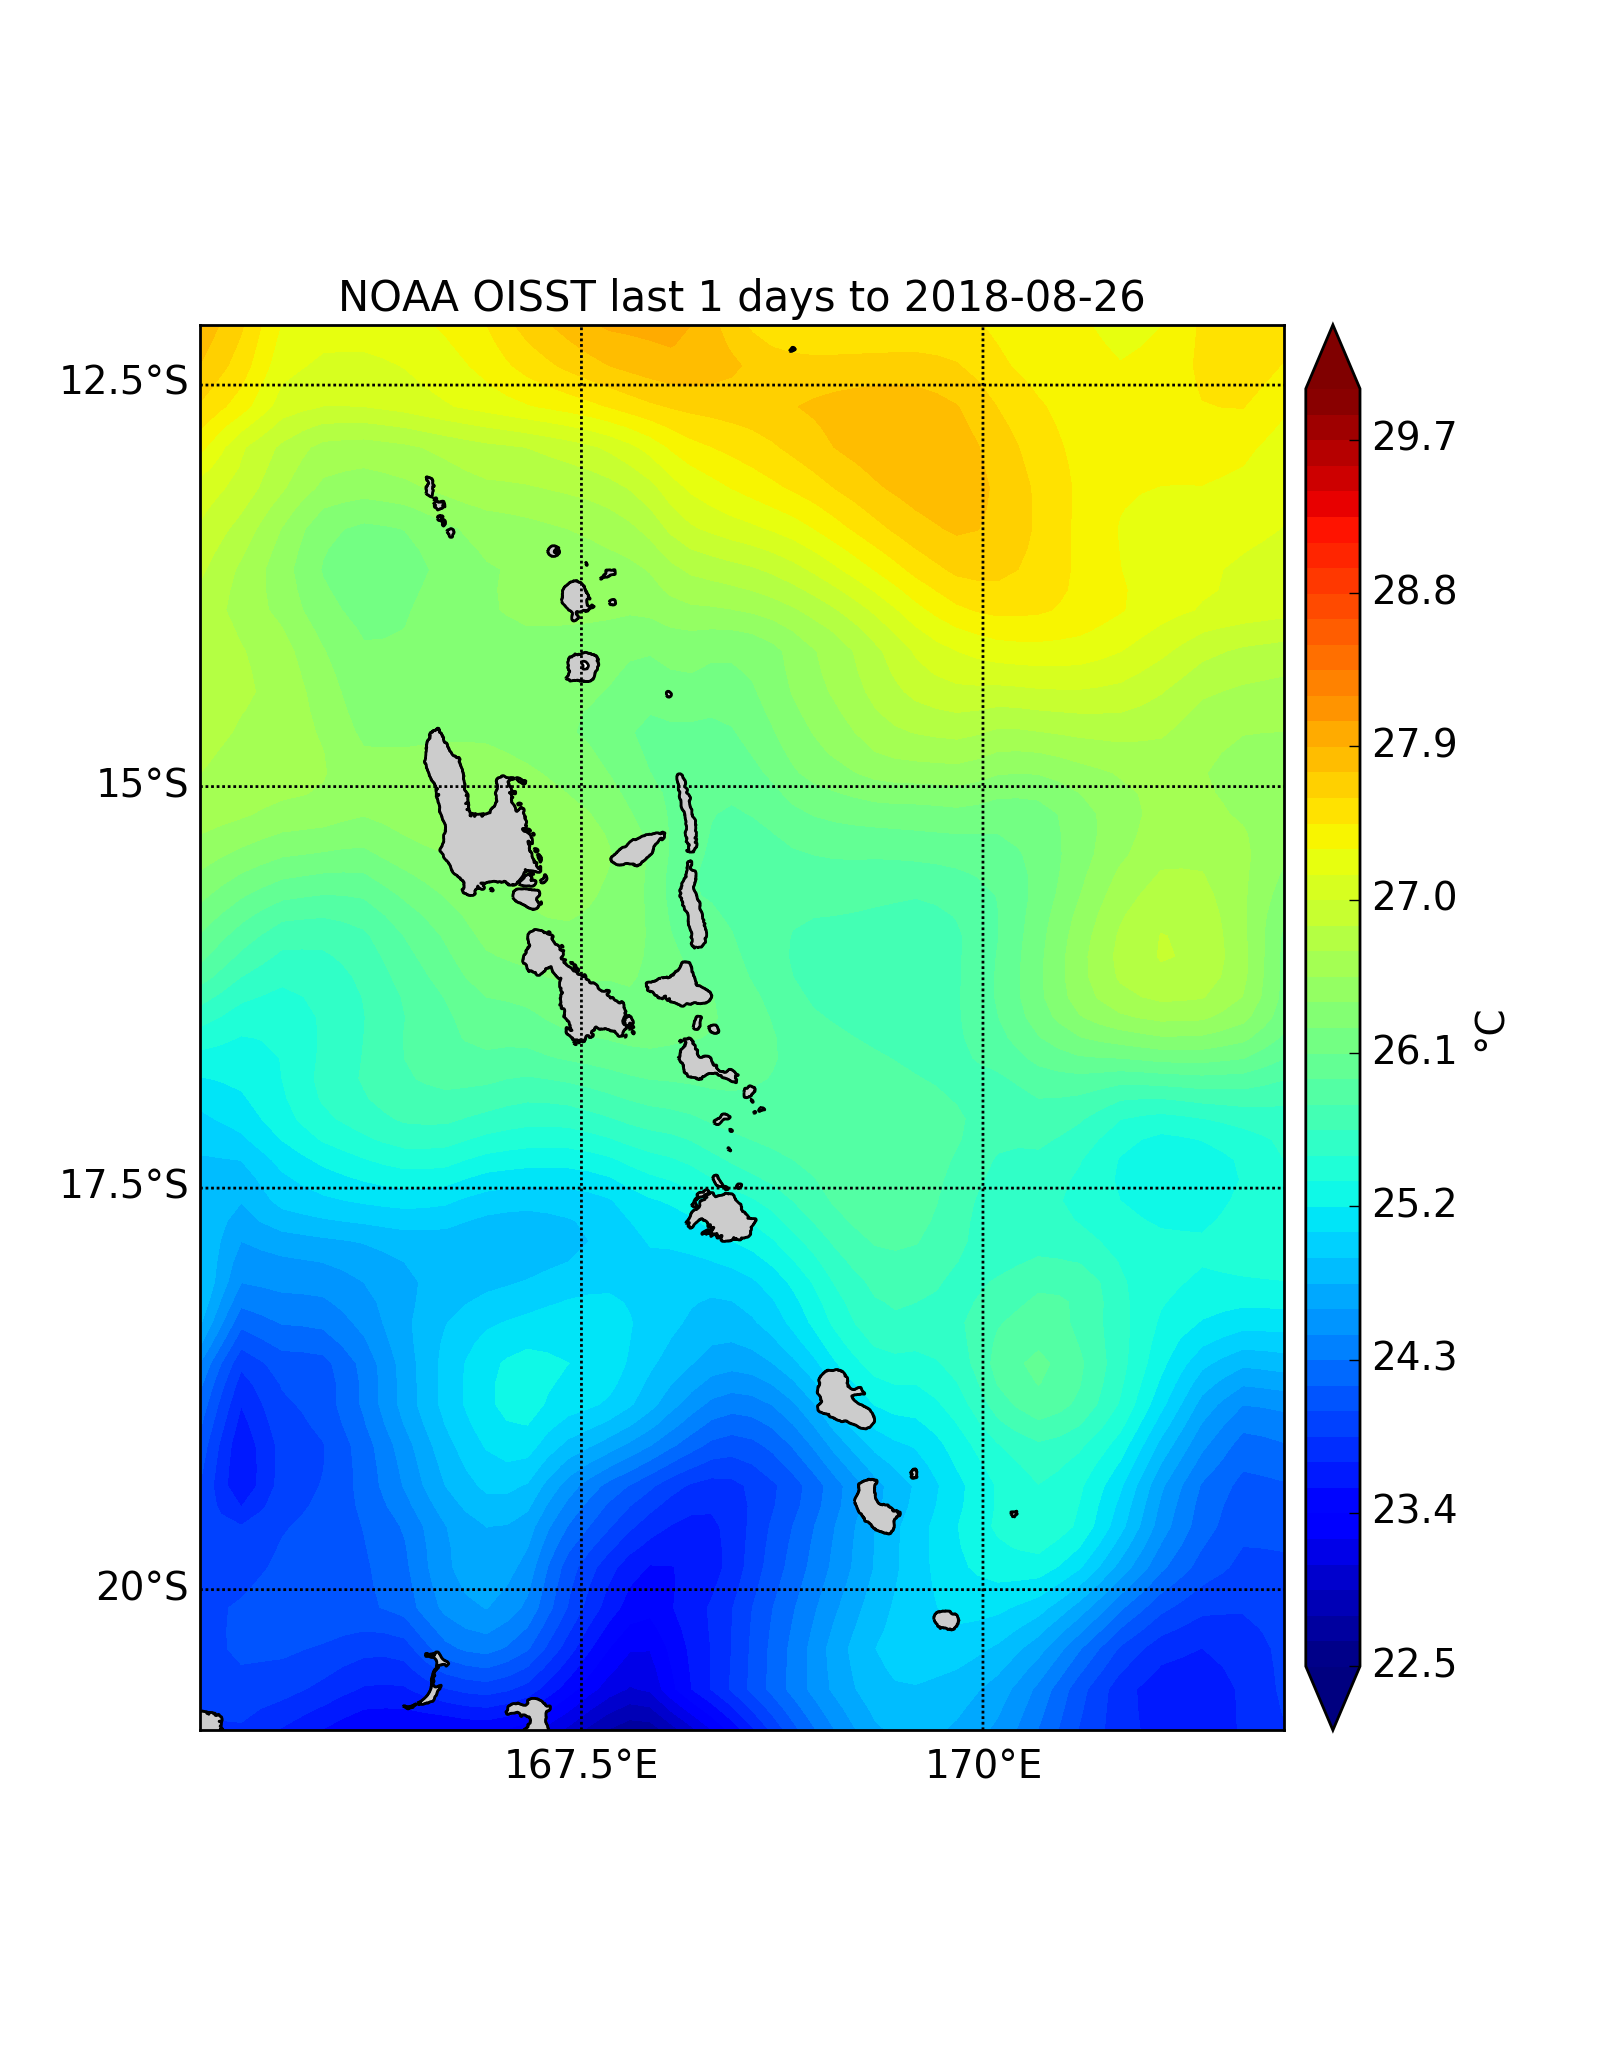 NOAA OISST last 1 days to 2018-08-26
12.5°S
15°S
17.5°S
20°S
167.5°E
170°E
29.7
28.8
27.9
27.0
26.1
25.2
24.3
23.4
22.5
°C